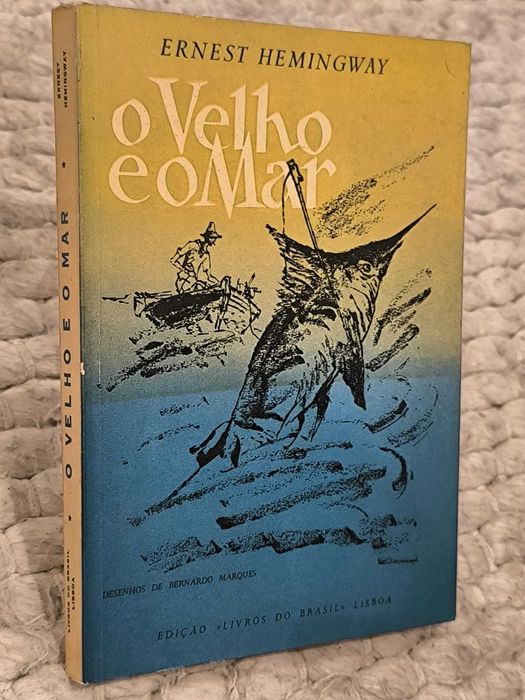 ERNEST HEMINGWAY
O VELHO E O MAR
LIVROS DO BRASIL
LISBOA
ERNEST HEMINGWAY
o Velho
e o Mar
DESENHOS DE BERNARDO MARQUES
EDIÇÃO «LIVROS DO BRASIL» LISBOA